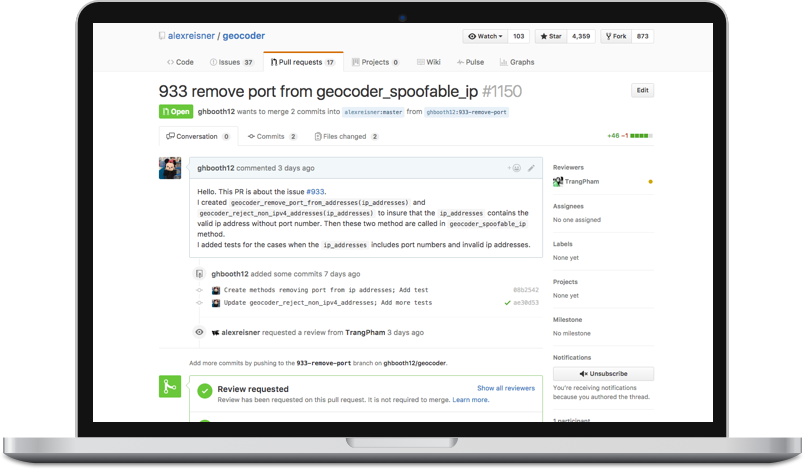 alexreisner / geocoder
Watch 103 Star 4,359 Fork 873
Code Issues 37 Pull requests 17 Projects 0 Wiki Pulse Graphs
933 remove port from geocoder_spoofable_ip #1150
Edit
Open ghbooth12 wants to merge 2 commits into alexreisner:master from ghbooth12:933-remove-port
Conversation 0 Commits 2 Files changed 2
+46 −1
ghbooth12 commented 3 days ago
Hello. This PR is about the issue #933.
I created geocoder_remove_port_from_addresses(ip_addresses) and
geocoder_reject_non_ipv4_addresses(ip_addresses) to insure that the ip_addresses contains the
valid ip address without port number. Then these two method are called in geocoder_spoofable_ip
method.
I added tests for the cases when the ip_addresses includes port numbers and invalid ip addresses.
ghbooth12 added some commits 7 days ago
Create methods removing port from ip addresses; Add test 08b2542
Update geocoder_reject_non_ipv4_addresses; Add more tests ae30d53
alexreisner requested a review from TrangPham 3 days ago
Add more commits by pushing to the 933-remove-port branch on ghbooth12/geocoder.
Review requested
Show all reviewers
Review has been requested on this pull request. It is not required to merge. Learn more.
Reviewers
TrangPham
Assignees
No one assigned
Labels
None yet
Projects
None yet
Milestone
No milestone
Notifications
Unsubscribe
You're receiving notifications
because you authored the thread.
1 participant